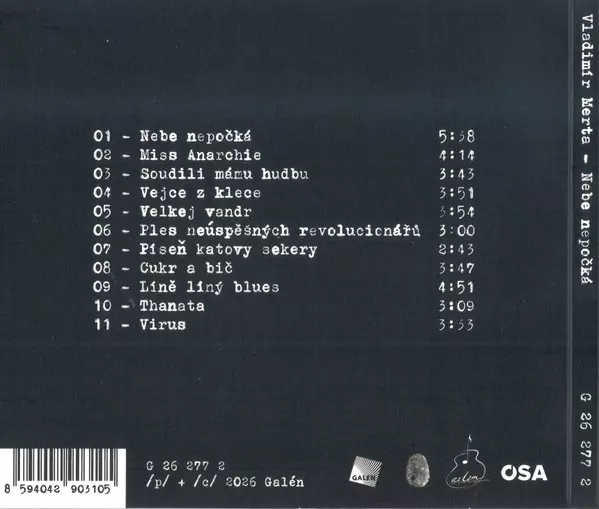 01 - Nebe nepočká 5:38
02 - Miss Anarchie 4:14
03 - Soudili mámu hudbu 3:43
04 - Vejce z klece 3:51
05 - Velkej vandr 3:54
06 - Ples neúspěšných revolucionářů 3:00
07 - Píseň katovy sekery 2:43
08 - Cukr a bič 3:47
09 - Líně líný blues 4:51
10 - Thanata 3:09
11 - Virus 3:33
Vladimír Merta - Nebe nepočká G 26 277 2
8 594042 903105
G 26 277 2
/p/ + /c/ 2026 Galén
GALÉN
OSA